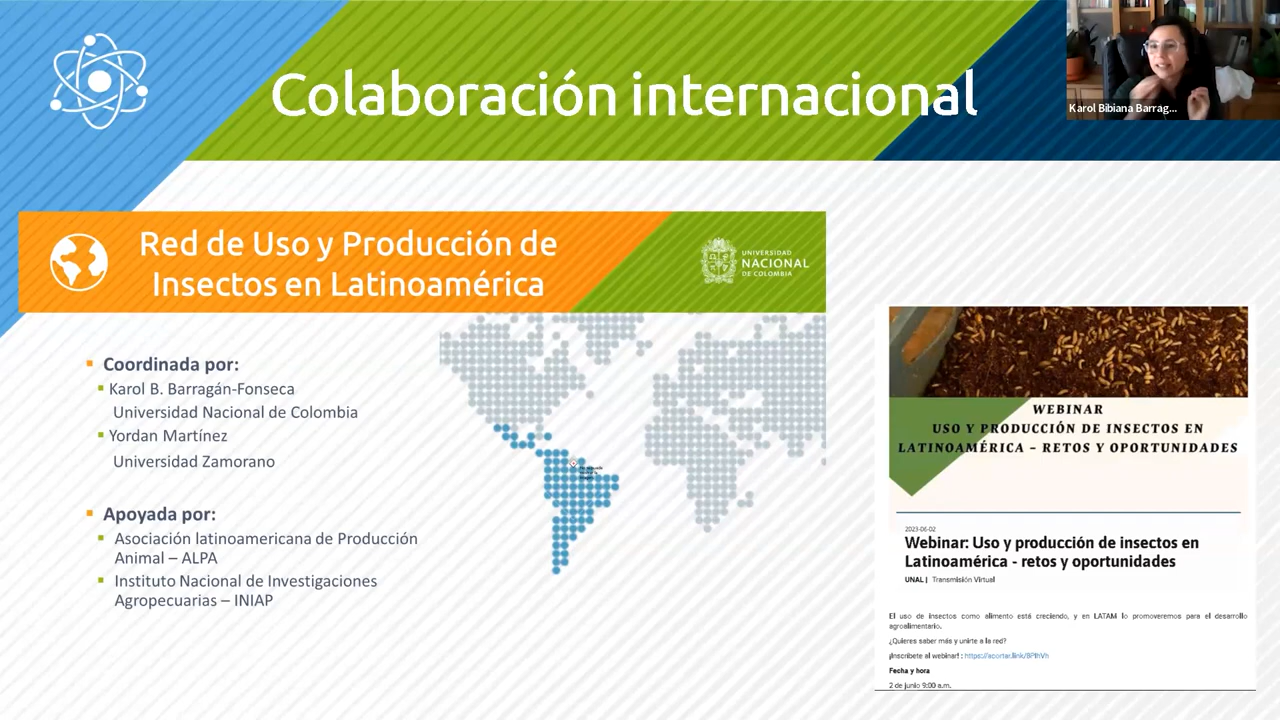 Colaboración internacional
Karol Bibiana Barrag...
Red de Uso y Producción de
Insectos en Latinoamérica
UNIVERSIDAD
NACIONAL
DE COLOMBIA
Coordinada por:
Karol B. Barragán-Fonseca
Universidad Nacional de Colombia
Yordan Martínez
Universidad Zamorano
Apoyada por:
Asociación latinoamericana de Producción
Animal – ALPA
Instituto Nacional de Investigaciones
Agropecuarias – INIAP
WEBINAR
USO Y PRODUCCIÓN DE INSECTOS EN
LATINOAMÉRICA – RETOS Y OPORTUNIDADES
2023-06-02
Webinar: Uso y producción de insectos en
Latinoamérica - retos y oportunidades
UNAL | Transmisión Virtual
El uso de insectos como alimento está creciendo, y en LATAM lo promoveremos para el desarrollo
agroalimentario.
¿Quieres saber más y unirte a la red?
¡Inscríbete al webinar! :
Fecha y hora
2 de junio 9:00 a.m.